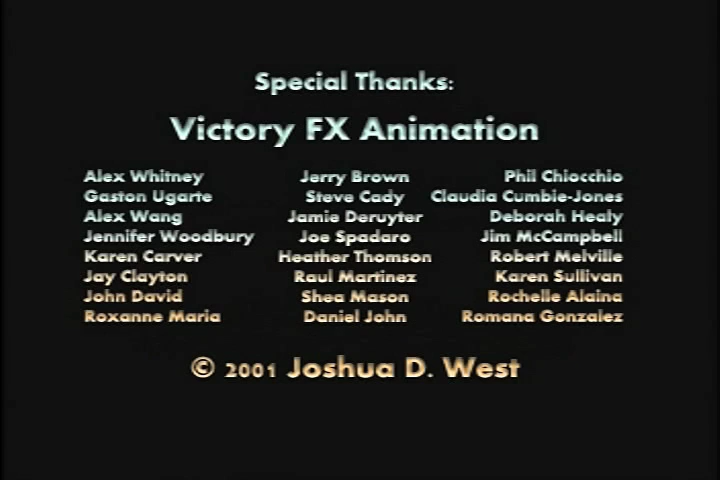 Special Thanks:
Victory FX Animation
Alex Whitney Jerry Brown Phil Chiocchio
Gaston Ugarte Steve Cady Claudia Cumbie-Jones
Alex Wang Jamie Deruyter Deborah Healy
Jennifer Woodbury Joe Spadaro Jim McCampbell
Karen Carver Heather Thomson Robert Melville
Jay Clayton Raul Martinez Karen Sullivan
John David Shea Mason Rochelle Alaina
Roxanne Maria Daniel John Romana Gonzalez
© 2001 Joshua D. West